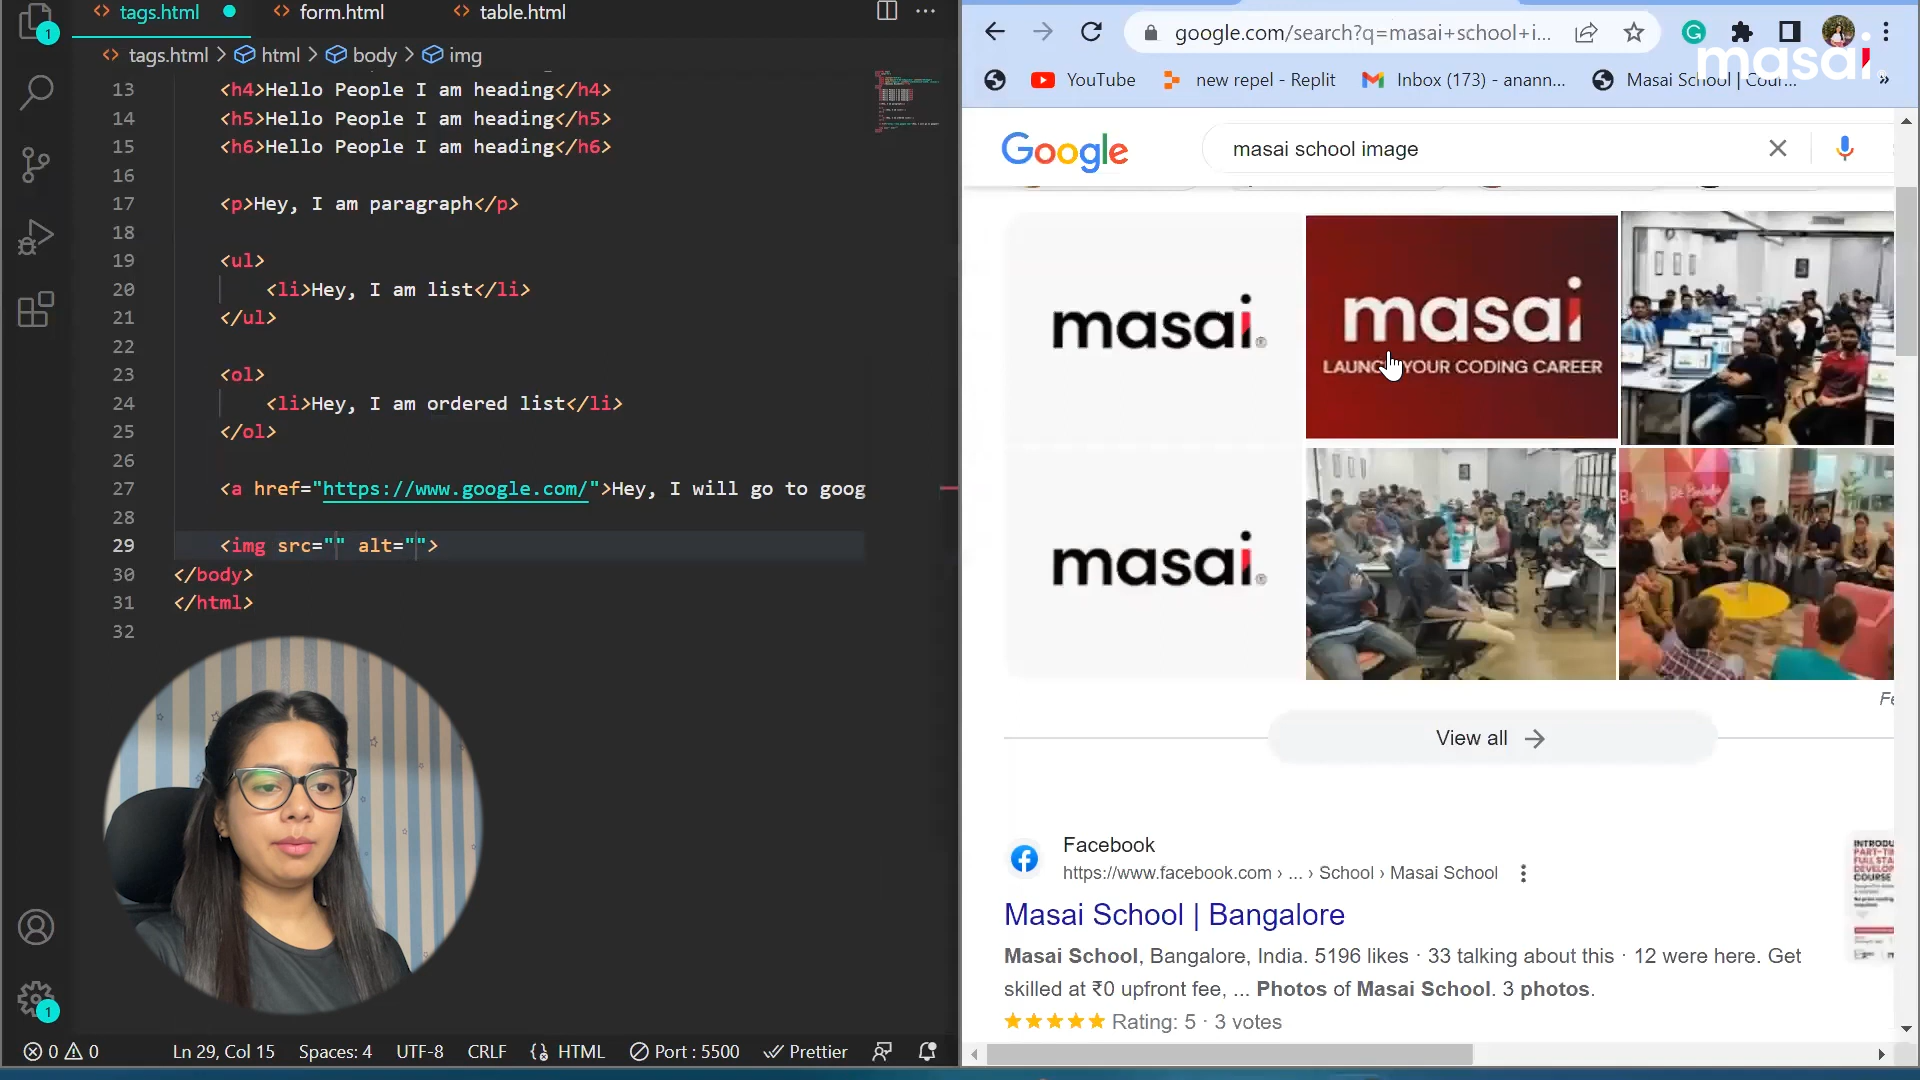 tags.html
form.html
table.html
tags.html > html > body > img
13 <h4>Hello People I am heading</h4>
14 <h5>Hello People I am heading</h5>
15 <h6>Hello People I am heading</h6>
16
17 <p>Hey, I am paragraph</p>
18
19 <ul>
20 <li>Hey, I am list</li>
21 </ul>
22
23 <ol>
24 <li>Hey, I am ordered list</li>
25 </ol>
26
27 <a href="https://www.google.com/">Hey, I will go to goog
28
29 <img src="" alt="">
30 </body>
31 </html>
32
1
1
0 0
Ln 29, Col 15 Spaces: 4 UTF-8 CRLF HTML Port : 5500 Prettier
google.com/search?q=masai+school+i...
masai
YouTube new repel - Replit Inbox (173) - anann... Masai School | Cour... »
Google masai school image
masai
masai
LAUNCH YOUR CODING CAREER
masai
View all →
Facebook
https://www.facebook.com › ... › School › Masai School
Masai School | Bangalore
Masai School, Bangalore, India. 5196 likes · 33 talking about this · 12 were here. Get
skilled at ₹0 upfront fee, ... Photos of Masai School. 3 photos.
Rating: 5 · 3 votes